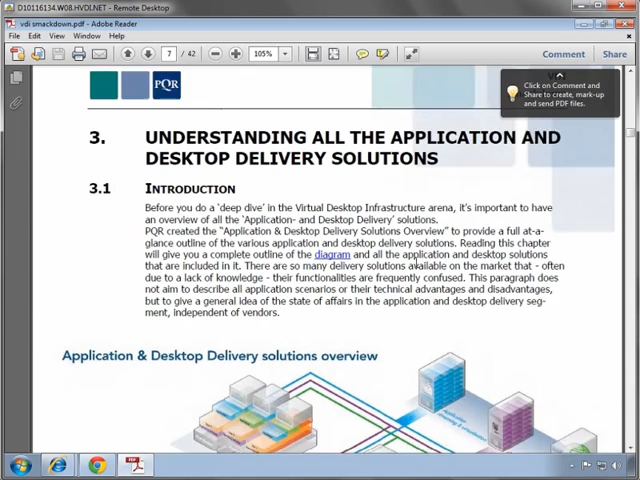 D10116134.W08.HVDI.NET - Remote Desktop
vdi smackdown.pdf - Adobe Reader
File Edit View Window Help
7 / 42 105% Comment Share
PQR
Click on Comment and
Share to create, mark-up
and send PDF files.
3. UNDERSTANDING ALL THE APPLICATION AND
DESKTOP DELIVERY SOLUTIONS
3.1 INTRODUCTION
Before you do a 'deep dive' in the Virtual Desktop Infrastructure arena, it's important to have
an overview of all the 'Application- and Desktop Delivery' solutions.
PQR created the "Application & Desktop Delivery Solutions Overview" to provide a full at-a-
glance outline of the various application and desktop delivery solutions. Reading this chapter
will give you a complete outline of the diagram and all the application and desktop solutions
that are included in it. There are so many delivery solutions available on the market that - often
due to a lack of knowledge - their functionalities are frequently confused. This paragraph does
not aim to describe all application scenarios or their technical advantages and disadvantages,
but to give a general idea of the state of affairs in the application and desktop delivery seg-
ment, independent of vendors.
Application & Desktop Delivery solutions overview
Application